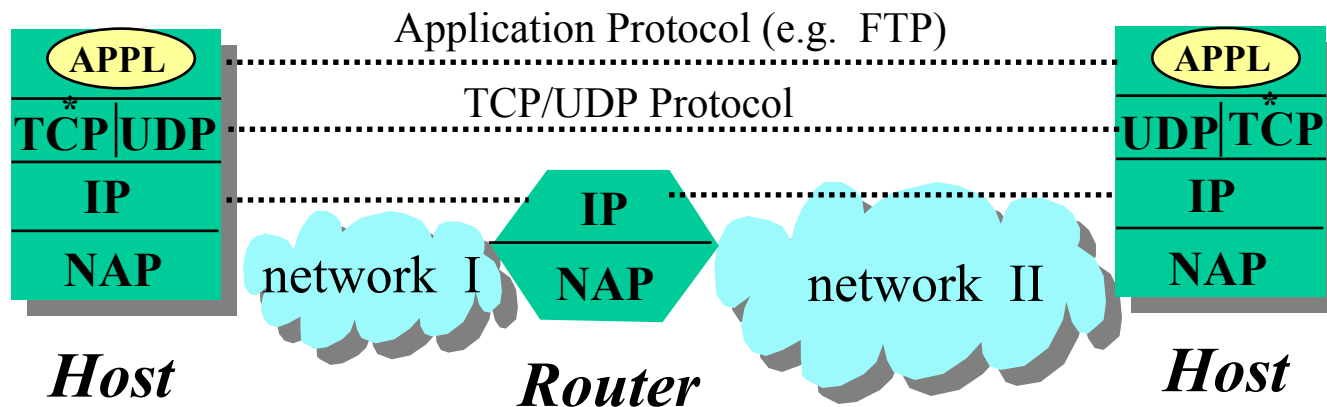 Application Protocol (e.g. FTP)
APPL
APPL
TCP/UDP Protocol
*
*
TCP UDP
UDP TCP
IP
IP
IP
NAP
network I
NAP
network II
NAP
Host
Router
Host